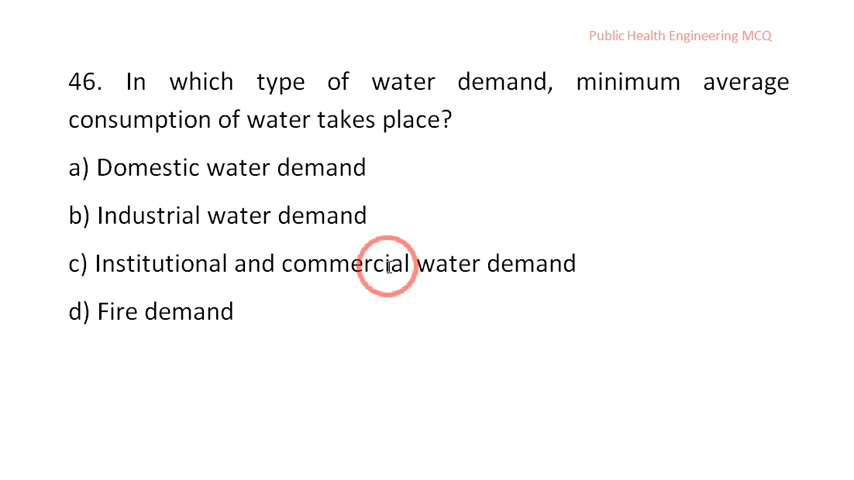 Public Health Engineering MCQ
46. In which type of water demand, minimum average
consumption of water takes place?
a) Domestic water demand
b) Industrial water demand
c) Institutional and commercial water demand
d) Fire demand